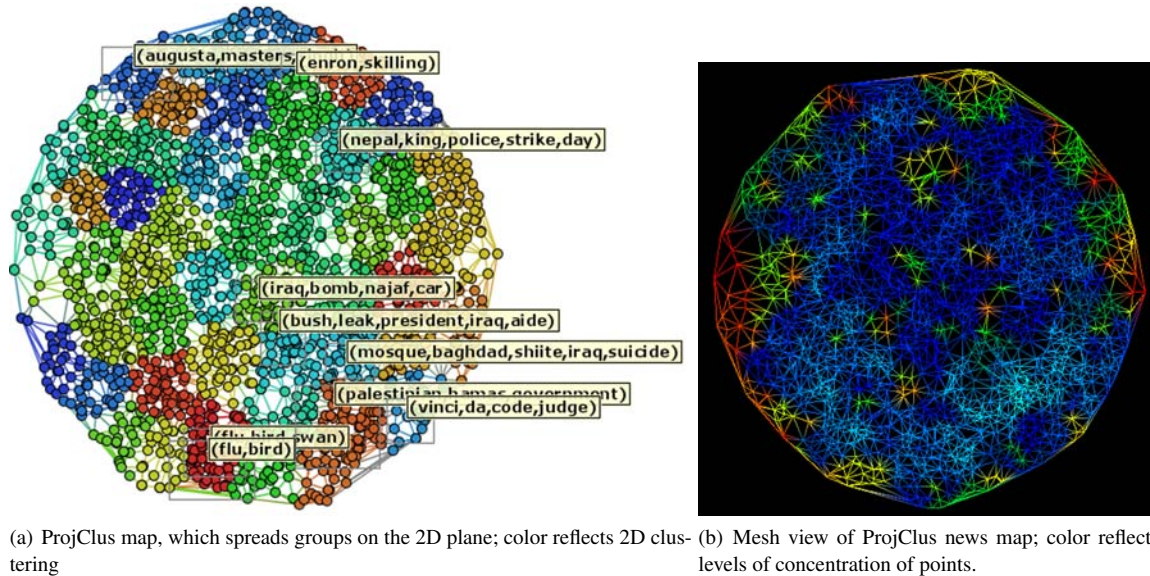 (augusta,masters,
(enron,skilling)
(nepal,king,police,strike,day)
(iraq,bomb,najaf,car)
(bush,leak,president,iraq,aide)
(mosque,baghdad,shiite,iraq,suicide)
(palestinian,hamas,government)
(vinci,da,code,judge)
(flu,bird,swan)
(flu,bird)
(a) ProjClus map, which spreads groups on the 2D plane; color reflects 2D clus-
tering
(b) Mesh view of ProjClus news map; color reflect
levels of concentration of points.